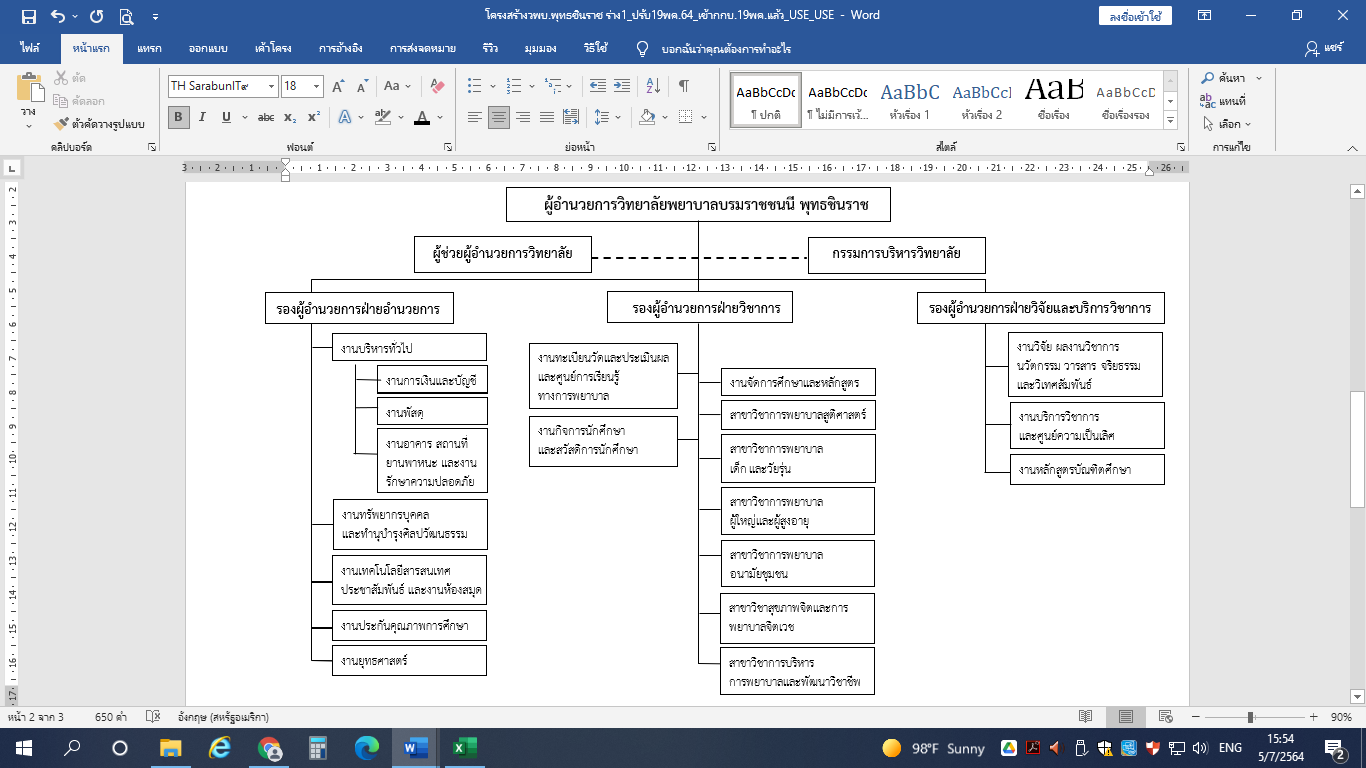 โครงสร้างวพบ.พุทธชินราช ร่าง1_ปรับ19พค.64_เข้ากกบ.19พค.แล้ว_USE_USE - Word
ลงชื่อเข้าใช้
ไฟล์ หน้าแรก แทรก ออกแบบ เค้าโครง การอ้างอิง การส่งจดหมาย รีวิว มุมมอง วิธีใช้ บอกฉันว่าคุณต้องการทำอะไร แชร์
วาง
ตัด
คัดลอก
ตัวคัดวางรูปแบบ
คลิปบอร์ด
TH SarabunIT๙ 18
ฟอนต์
ย่อหน้า
AaBbCcDc AaBbCcDc AaBbC AaBbCcI AaB AaBbCcD
¶ ปกติ ¶ ไม่มีการเว้... หัวเรื่อง 1 หัวเรื่อง 2 ชื่อเรื่อง ชื่อเรื่องรอง
สไตล์
ค้นหา
แทนที่
เลือก
การแก้ไข
3 2 1 1 2 3 4 5 6 7 8 9 10 11 12 13 14 15 16 17 18 19 20 21 22 23 24 25 26
ผู้อำนวยการวิทยาลัยพยาบาลบรมราชชนนี พุทธชินราช
ผู้ช่วยผู้อำนวยการวิทยาลัย
กรรมการบริหารวิทยาลัย
รองผู้อำนวยการฝ่ายอำนวยการ
งานบริหารทั่วไป
งานการเงินและบัญชี
งานพัสดุ
งานอาคาร สถานที่
ยานพาหนะ และงาน
รักษาความปลอดภัย
งานทรัพยากรบุคคล
และทำนุบำรุงศิลปวัฒนธรรม
งานเทคโนโลยีสารสนเทศ
ประชาสัมพันธ์ และงานห้องสมุด
งานประกันคุณภาพการศึกษา
งานยุทธศาสตร์
รองผู้อำนวยการฝ่ายวิชาการ
งานทะเบียนวัดและประเมินผล
และศูนย์การเรียนรู้
ทางการพยาบาล
งานกิจการนักศึกษา
และสวัสดิการนักศึกษา
งานจัดการศึกษาและหลักสูตร
สาขาวิชาการพยาบาลสูติศาสตร์
สาขาวิชาการพยาบาล
เด็ก และวัยรุ่น
สาขาวิชาการพยาบาล
ผู้ใหญ่และผู้สูงอายุ
สาขาวิชาการพยาบาล
อนามัยชุมชน
สาขาวิชาสุขภาพจิตและการ
พยาบาลจิตเวช
สาขาวิชาการบริหาร
การพยาบาลและพัฒนาวิชาชีพ
รองผู้อำนวยการฝ่ายวิจัยและบริการวิชาการ
งานวิจัย ผลงานวิชาการ
นวัตกรรม วารสาร จริยธรรม
และวิเทศสัมพันธ์
งานบริการวิชาการ
และศูนย์ความเป็นเลิศ
งานหลักสูตรบัณฑิตศึกษา
หน้า 2 จาก 3 650 คำ อังกฤษ (สหรัฐอเมริกา) 90%
98°F Sunny ENG
15:54
5/7/2564
2